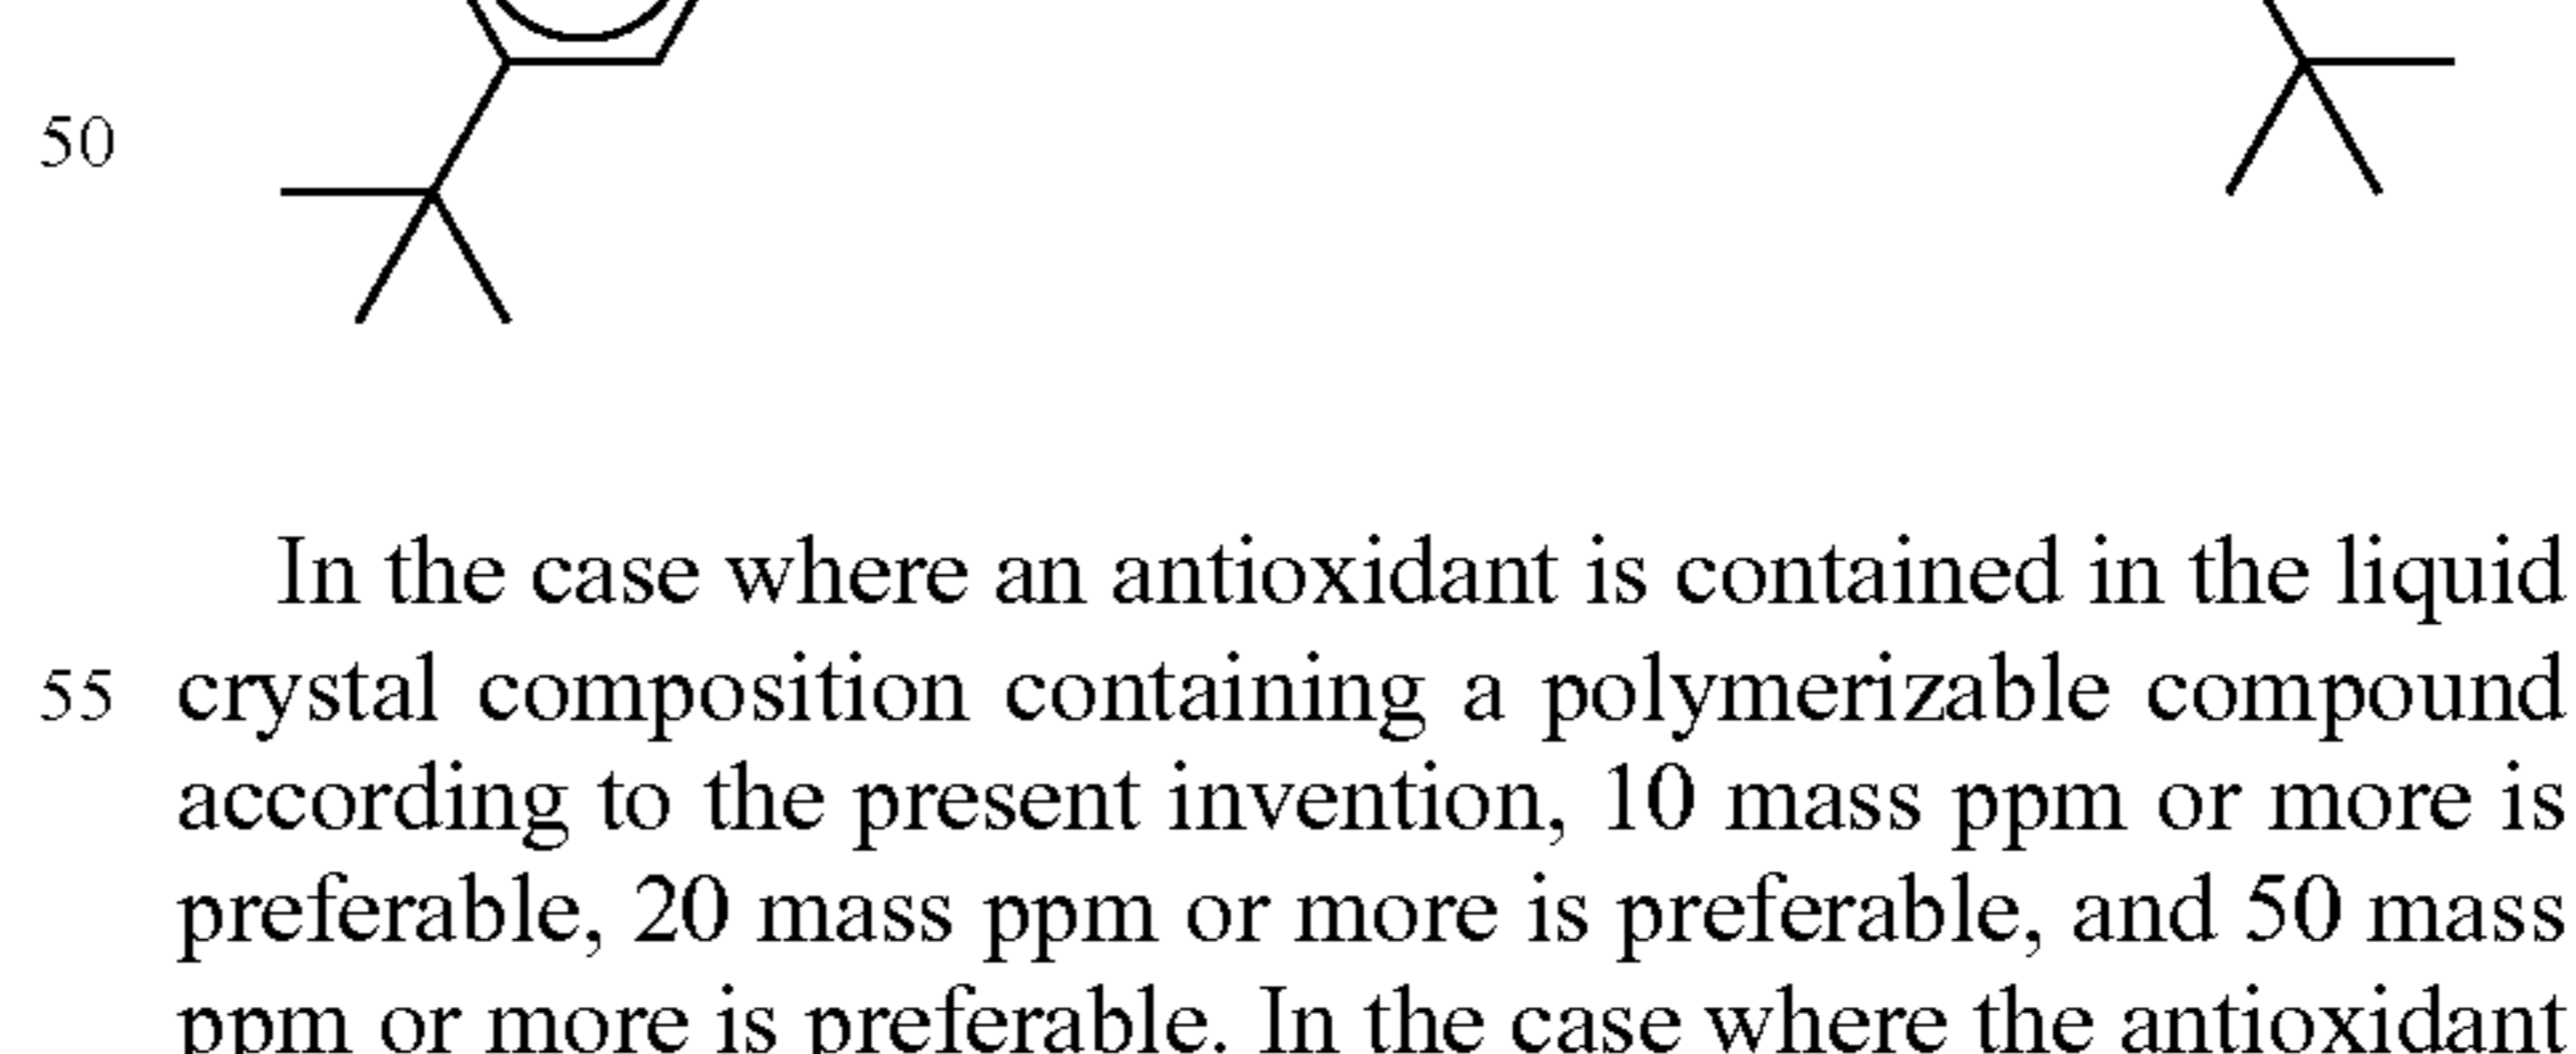 50
In the case where an antioxidant is contained in the liquid
55 crystal composition containing a polymerizable compound
according to the present invention, 10 mass ppm or more is
preferable, 20 mass ppm or more is preferable, and 50 mass
ppm or more is preferable. In the case where the antioxidant